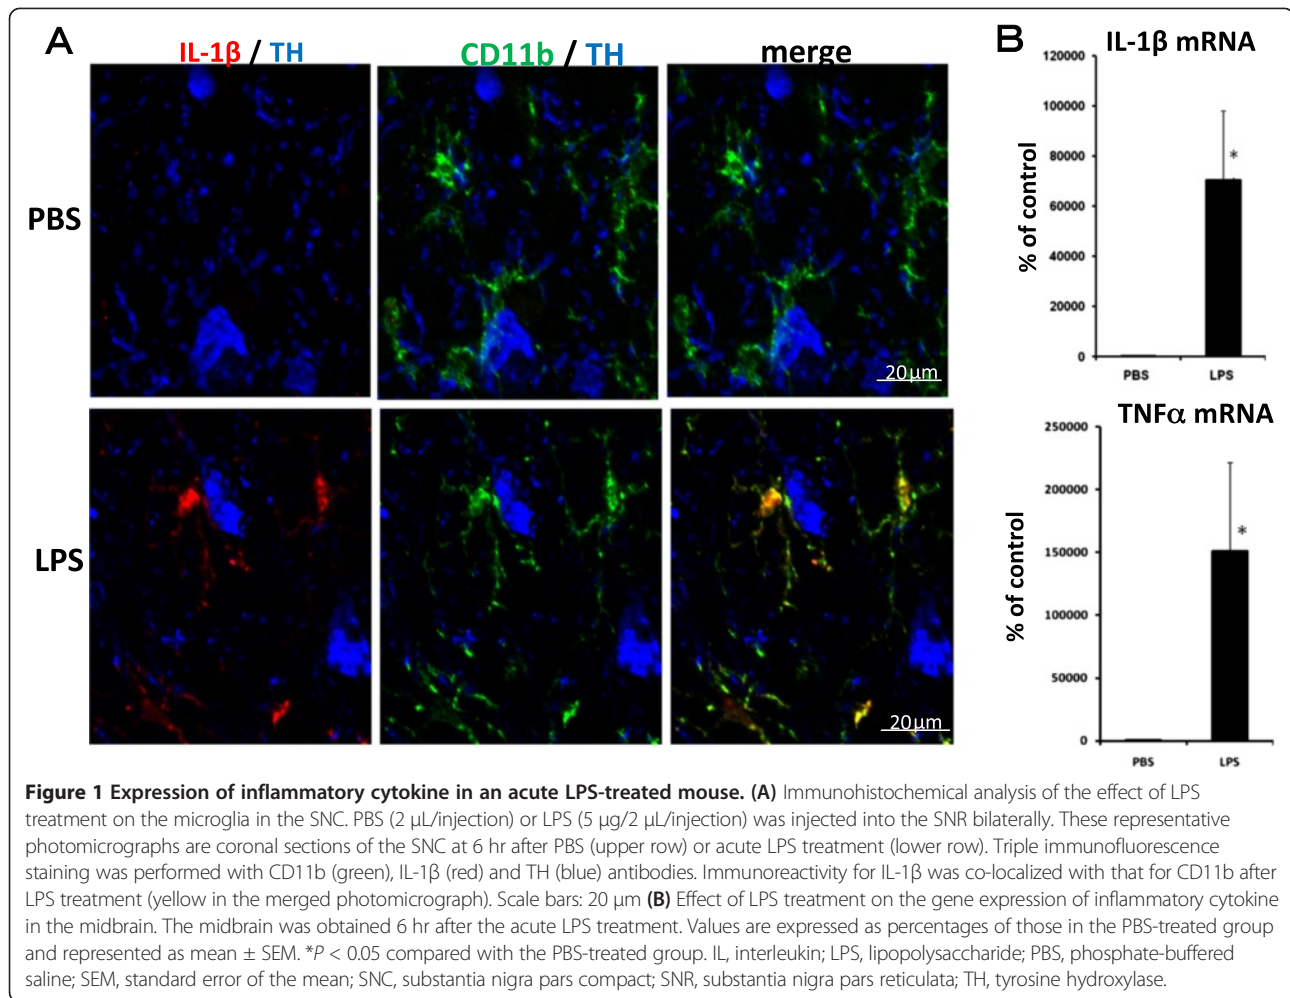 A
IL-1β / TH
CD11b / TH
merge
PBS
20 μm
LPS
20 μm
B
IL-1β mRNA
% of control
120000
100000
80000
60000
40000
20000
0
*
PBS
LPS
TNFα mRNA
% of control
250000
200000
150000
100000
50000
0
*
PBS
LPS
Figure 1 Expression of inflammatory cytokine in an acute LPS-treated mouse. (A) Immunohistochemical analysis of the effect of LPS
treatment on the microglia in the SNC. PBS (2 μL/injection) or LPS (5 μg/2 μL/injection) was injected into the SNR bilaterally. These representative
photomicrographs are coronal sections of the SNC at 6 hr after PBS (upper row) or acute LPS treatment (lower row). Triple immunofluorescence
staining was performed with CD11b (green), IL-1β (red) and TH (blue) antibodies. Immunoreactivity for IL-1β was co-localized with that for CD11b after
LPS treatment (yellow in the merged photomicrograph). Scale bars: 20 μm (B) Effect of LPS treatment on the gene expression of inflammatory cytokine
in the midbrain. The midbrain was obtained 6 hr after the acute LPS treatment. Values are expressed as percentages of those in the PBS-treated group
and represented as mean ± SEM. *P < 0.05 compared with the PBS-treated group. IL, interleukin; LPS, lipopolysaccharide; PBS, phosphate-buffered
saline; SEM, standard error of the mean; SNC, substantia nigra pars compact; SNR, substantia nigra pars reticulata; TH, tyrosine hydroxylase.